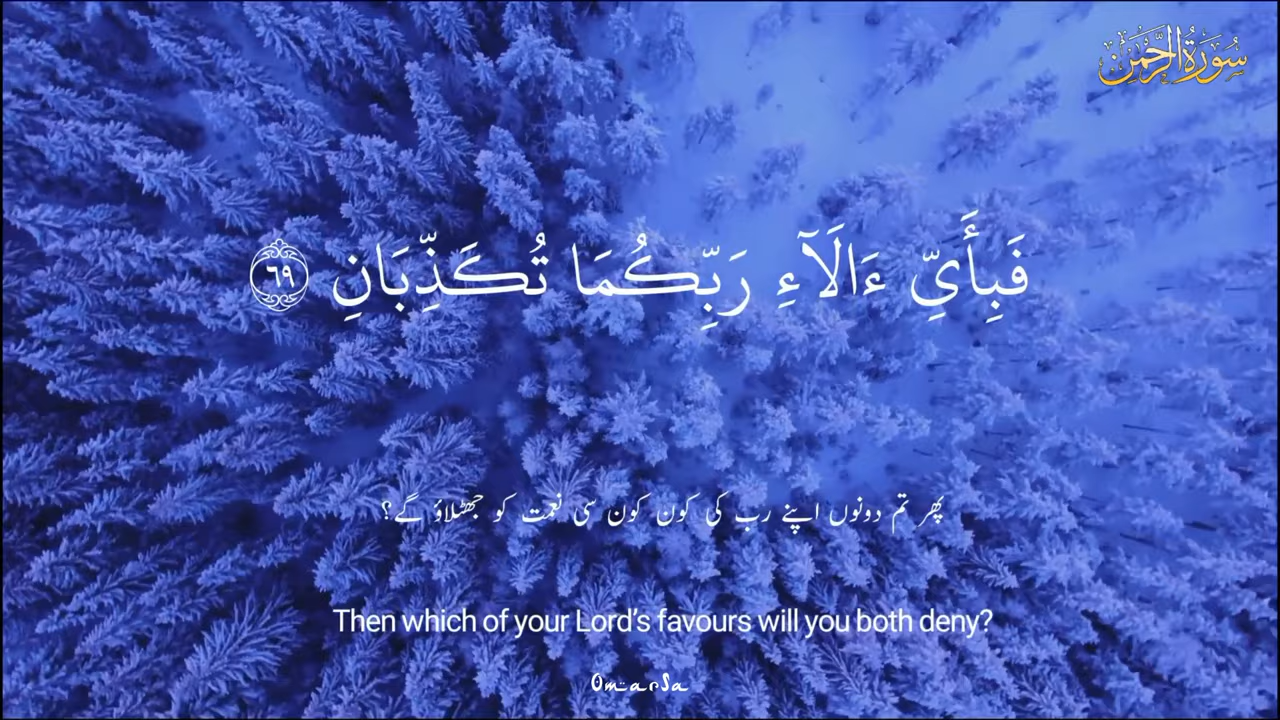 سُورَةُ الرَّحْمَٰن
فَبِأَيِّ ءَالَآءِ رَبِّكُمَا تُكَذِّبَانِ ٦٩
پھر تم دونوں اپنے رب کی کون کون سی نعمت کو جھٹلاؤ گے؟
Then which of your Lord's favours will you both deny?
OmarSa